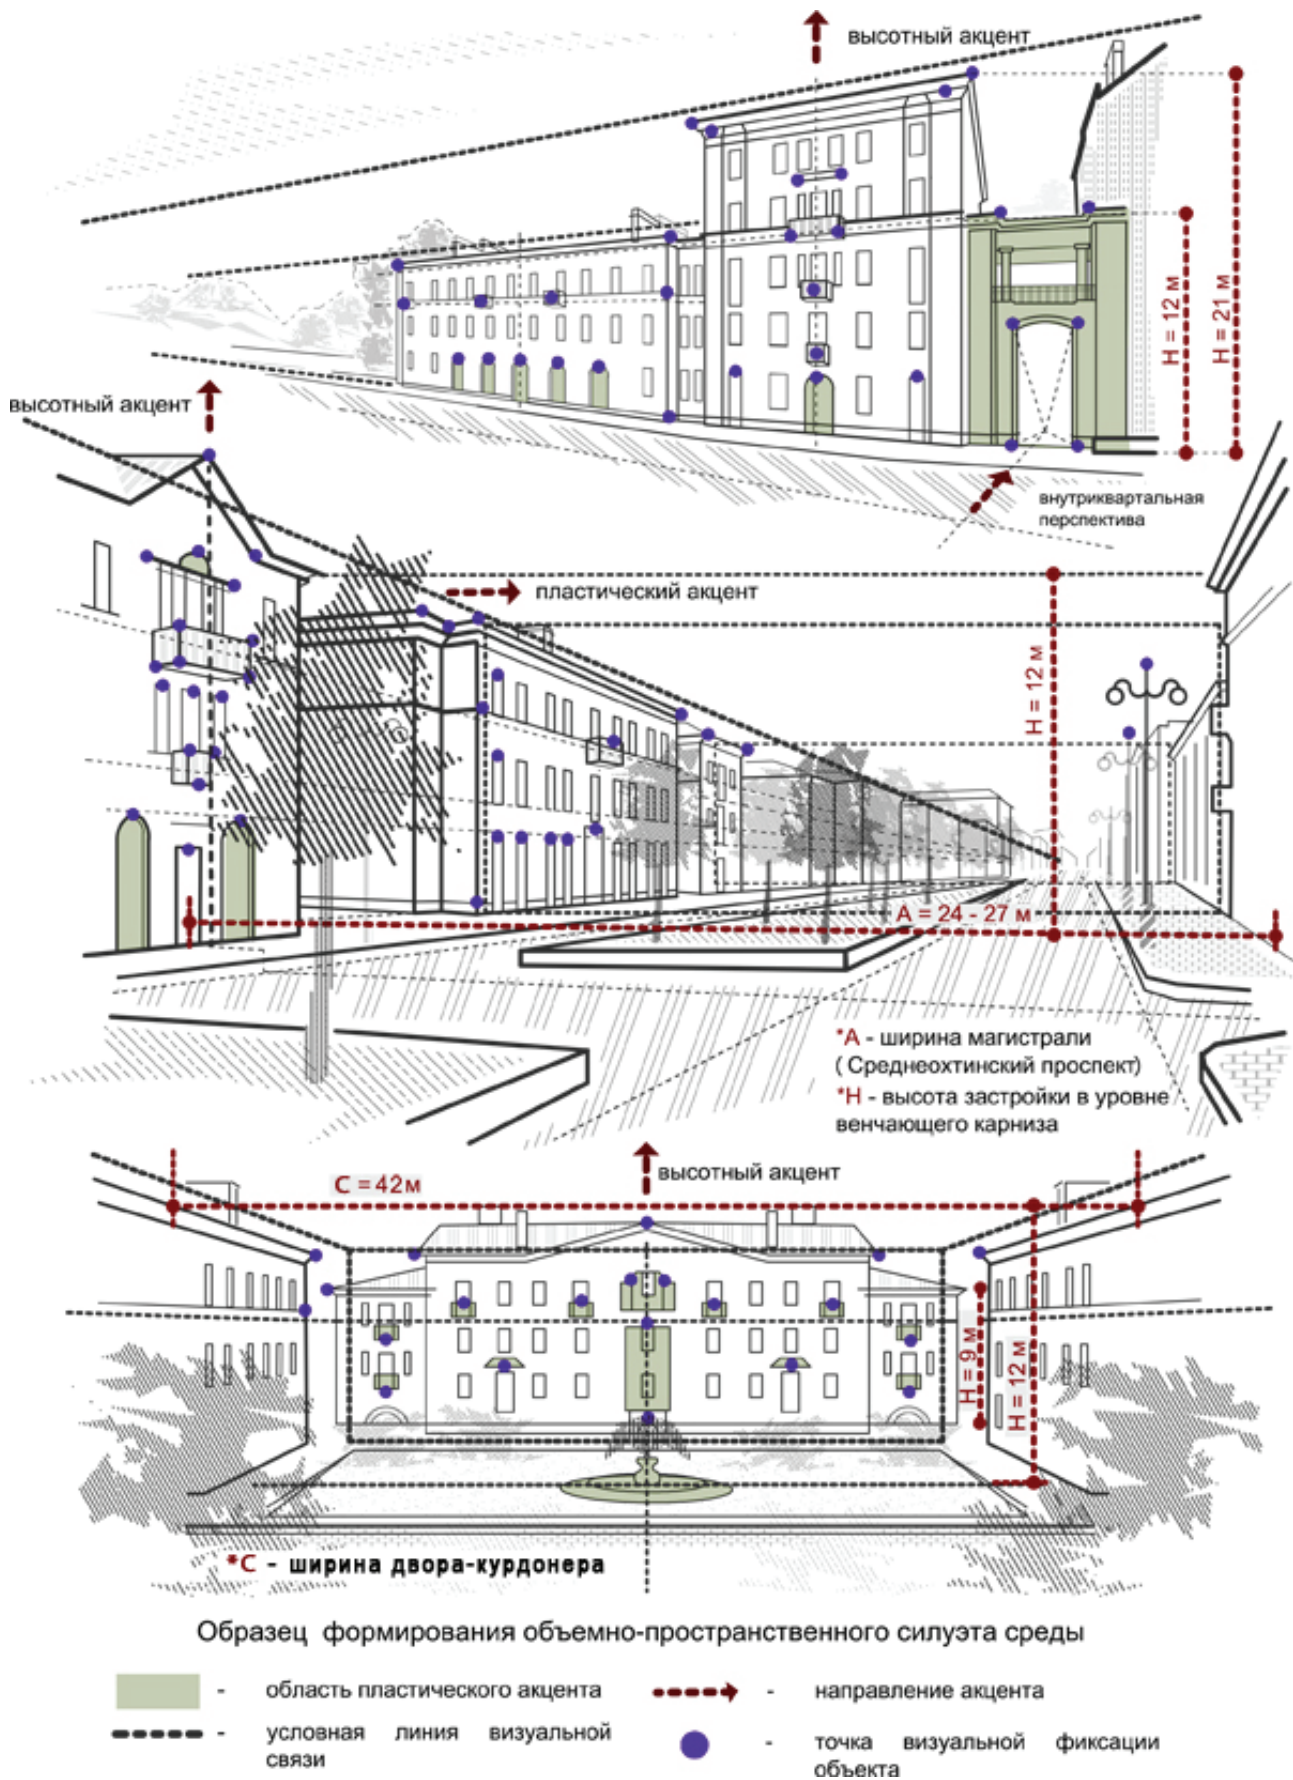 высотный акцент
H = 12 м
H = 21 м
высотный акцент
внутриквартальная
перспектива
пластический акцент
H = 12 м
A = 24 - 27 м
*А - ширина магистрали
( Среднеохтинский проспект)
*Н - высота застройки в уровне
венчающего карниза
высотный акцент
С = 42м
H = 9 м
H = 12 м
*С - ширина двора-курдонера
Образец формирования объемно-пространственного силуэта среды
- область пластического акцента
- направление акцента
- условная линия визуальной
связи
- точка визуальной фиксации
объекта